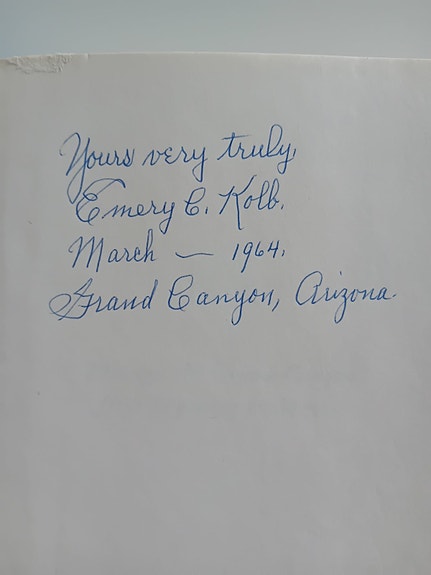 Yours very truly,
Emery C. Kolb.
March — 1964.
Grand Canyon, Arizona.